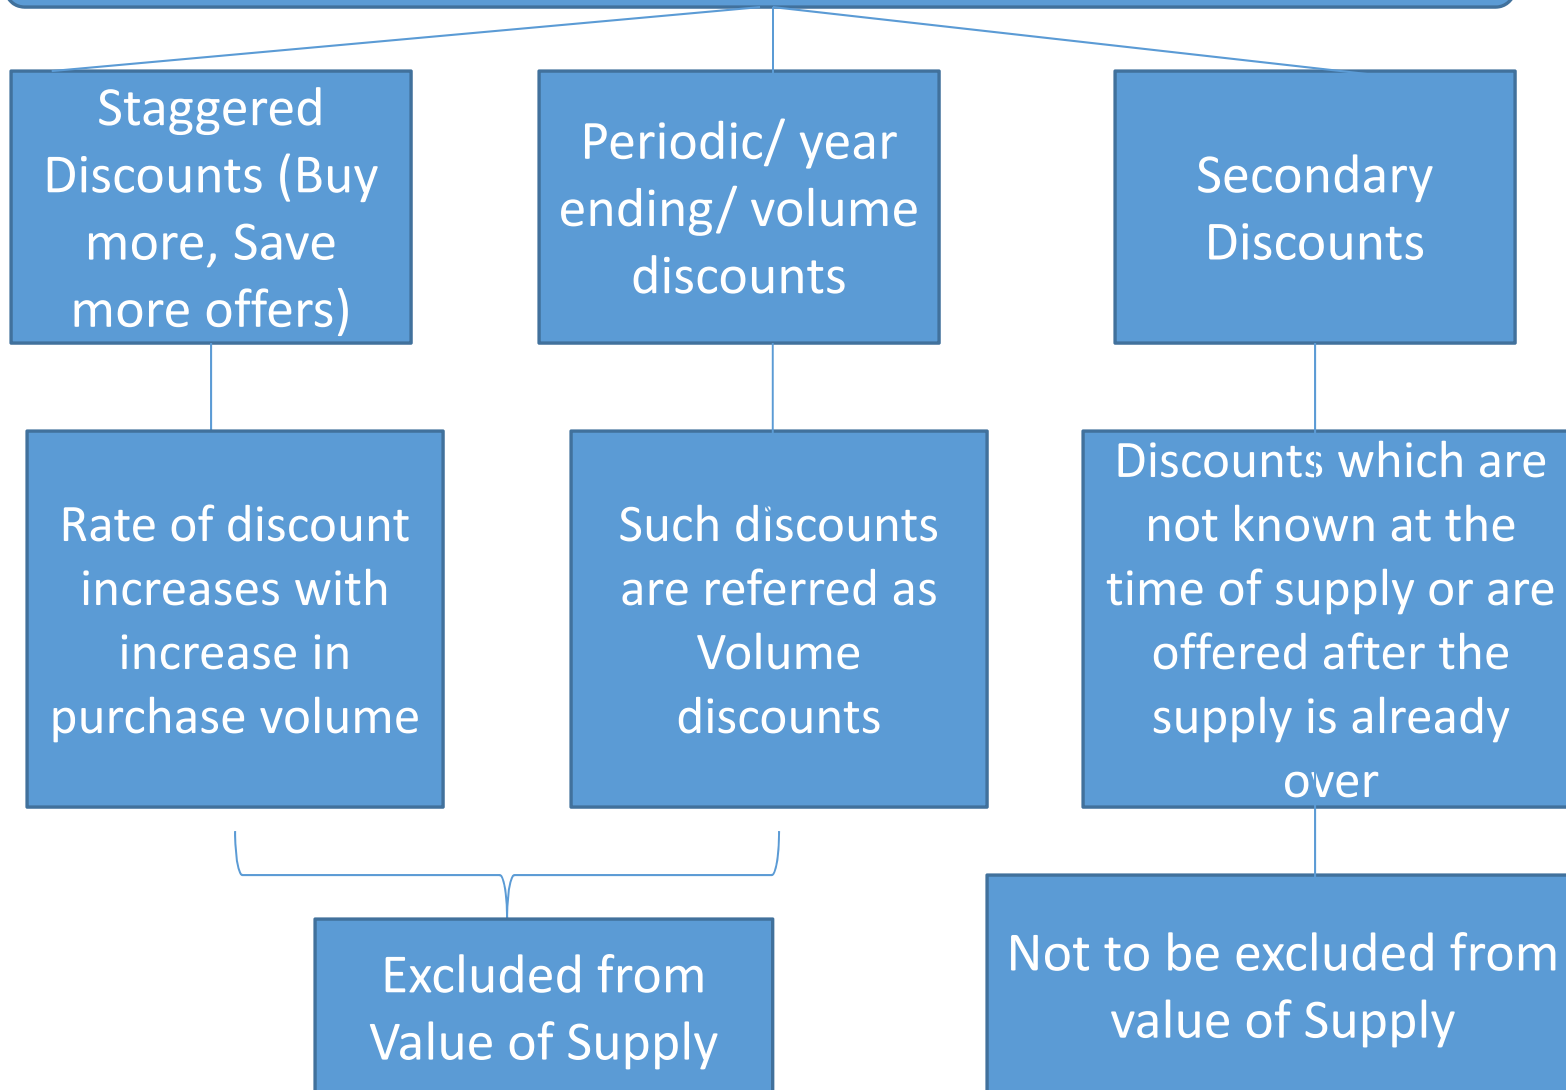 Staggered
Discounts (Buy
more, Save
more offers)
Periodic/ year
ending/ volume
discounts
Secondary
Discounts
Rate of discount
increases with
increase in
purchase volume
Such discounts
are referred as
Volume
discounts
Discounts which are
not known at the
time of supply or are
offered after the
supply is already
over
Excluded from
Value of Supply
Not to be excluded from
value of Supply